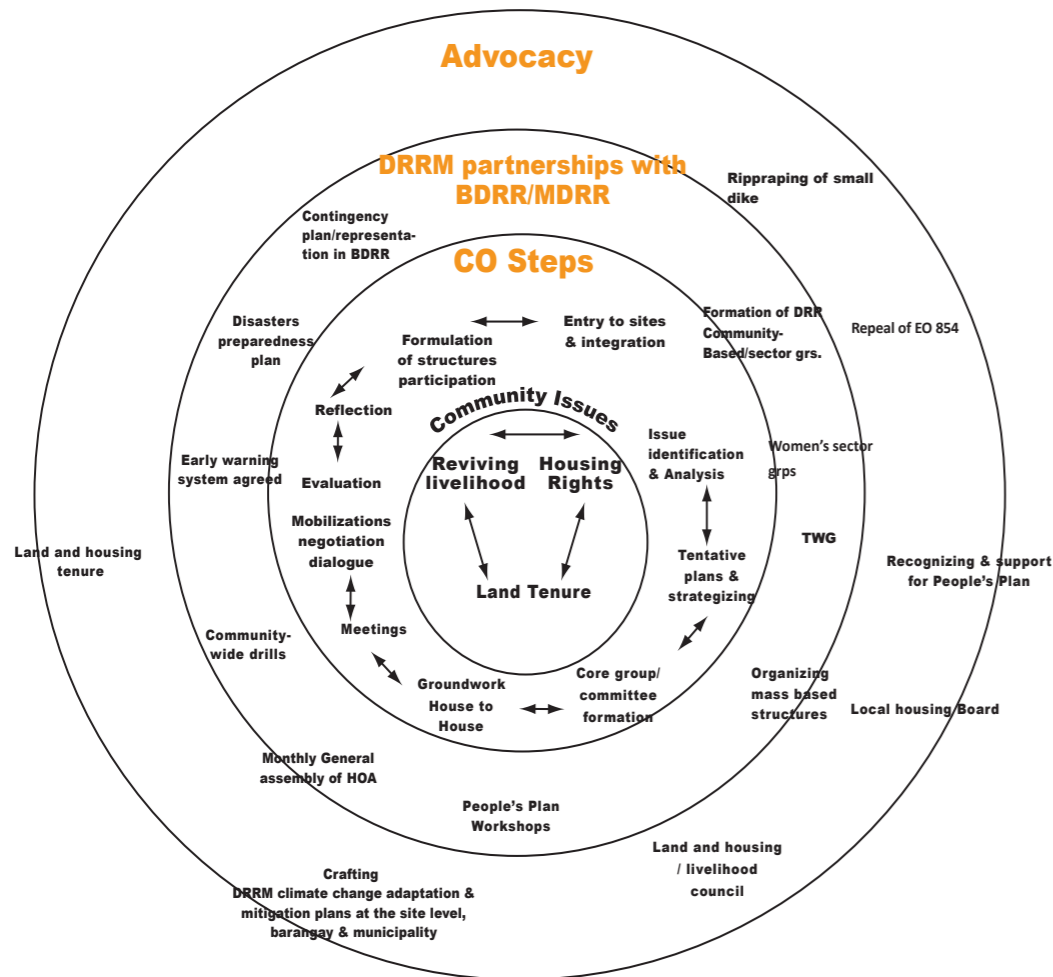 Advocacy
DRRM partnerships with
BDRR/MDRR
Rippraping of small
dike
Contingency
plan/representa-
tion in BDRR
CO Steps
Disasters
preparedness
plan
Formulation
of structures
participation
Entry to sites
& integration
Formation of DRR
Community-
Based/sector grs.
Repeal of EO 854
Reflection
Community Issues
Reviving
livelihood
Housing
Rights
Land Tenure
Issue
identification
& Analysis
Women's sector
grps
Early warning
system agreed
Evaluation
Mobilizations
negotiation
dialogue
TWG
Land and housing
tenure
Tentative
plans &
strategizing
Recognizing & support
for People's Plan
Community-
wide drills
Meetings
Groundwork
House to
House
Core group/
committee
formation
Organizing
mass based
structures
Local housing Board
Monthly General
assembly of HOA
People's Plan
Workshops
Land and housing
/ livelihood
council
Crafting
DRRM climate change adaptation &
mitigation plans at the site level,
barangay & municipality